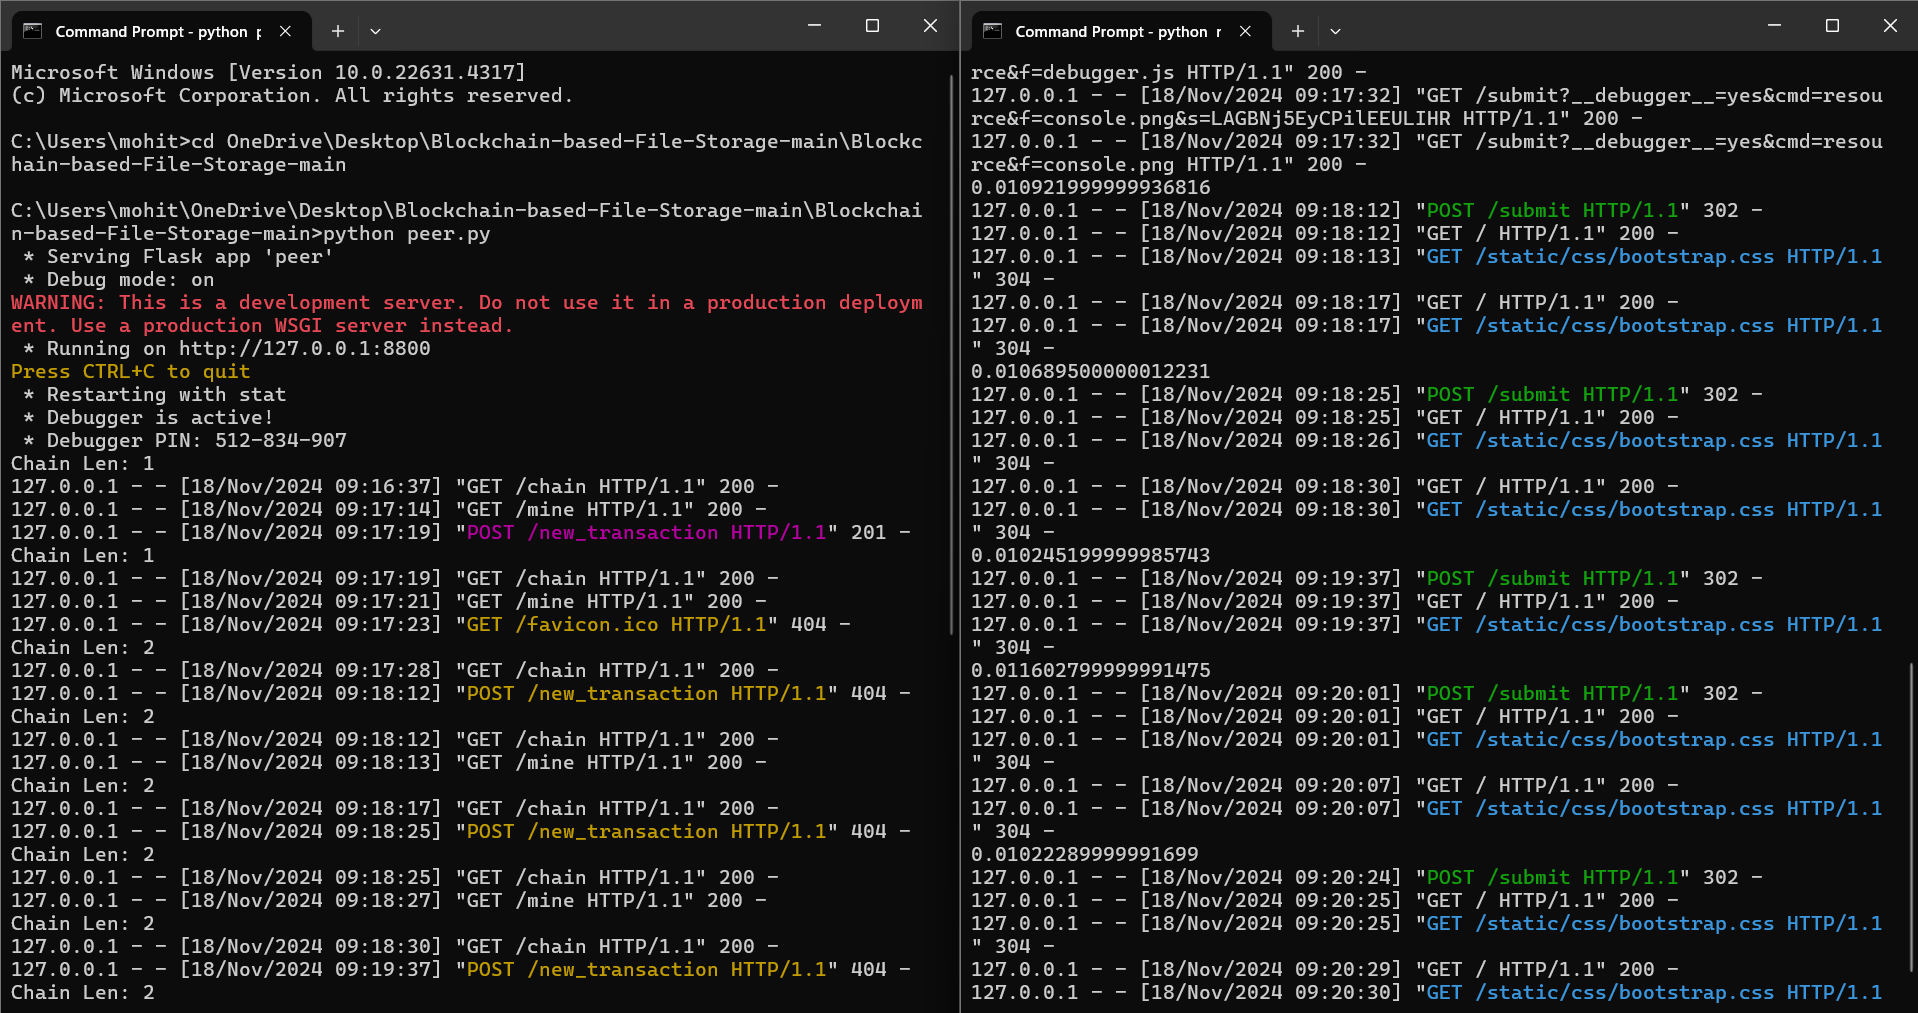 Command Prompt - python p
Microsoft Windows [Version 10.0.22631.4317]
(c) Microsoft Corporation. All rights reserved.
C:\Users\mohit>cd OneDrive\Desktop\Blockchain-based-File-Storage-main\Blockc
hain-based-File-Storage-main
C:\Users\mohit\OneDrive\Desktop\Blockchain-based-File-Storage-main\Blockchai
n-based-File-Storage-main>python peer.py
 * Serving Flask app 'peer'
 * Debug mode: on
WARNING: This is a development server. Do not use it in a production deploym
ent. Use a production WSGI server instead.
 * Running on http://127.0.0.1:8800
Press CTRL+C to quit
 * Restarting with stat
 * Debugger is active!
 * Debugger PIN: 512-834-907
Chain Len: 1
127.0.0.1 - - [18/Nov/2024 09:16:37] "GET /chain HTTP/1.1" 200 -
127.0.0.1 - - [18/Nov/2024 09:17:14] "GET /mine HTTP/1.1" 200 -
127.0.0.1 - - [18/Nov/2024 09:17:19] "POST /new_transaction HTTP/1.1" 201 -
Chain Len: 1
127.0.0.1 - - [18/Nov/2024 09:17:19] "GET /chain HTTP/1.1" 200 -
127.0.0.1 - - [18/Nov/2024 09:17:21] "GET /mine HTTP/1.1" 200 -
127.0.0.1 - - [18/Nov/2024 09:17:23] "GET /favicon.ico HTTP/1.1" 404 -
Chain Len: 2
127.0.0.1 - - [18/Nov/2024 09:17:28] "GET /chain HTTP/1.1" 200 -
127.0.0.1 - - [18/Nov/2024 09:18:12] "POST /new_transaction HTTP/1.1" 404 -
Chain Len: 2
127.0.0.1 - - [18/Nov/2024 09:18:12] "GET /chain HTTP/1.1" 200 -
127.0.0.1 - - [18/Nov/2024 09:18:13] "GET /mine HTTP/1.1" 200 -
Chain Len: 2
127.0.0.1 - - [18/Nov/2024 09:18:17] "GET /chain HTTP/1.1" 200 -
127.0.0.1 - - [18/Nov/2024 09:18:25] "POST /new_transaction HTTP/1.1" 404 -
Chain Len: 2
127.0.0.1 - - [18/Nov/2024 09:18:25] "GET /chain HTTP/1.1" 200 -
127.0.0.1 - - [18/Nov/2024 09:18:27] "GET /mine HTTP/1.1" 200 -
Chain Len: 2
127.0.0.1 - - [18/Nov/2024 09:18:30] "GET /chain HTTP/1.1" 200 -
127.0.0.1 - - [18/Nov/2024 09:19:37] "POST /new_transaction HTTP/1.1" 404 -
Chain Len: 2
Command Prompt - python r
rce&f=debugger.js HTTP/1.1" 200 -
127.0.0.1 - - [18/Nov/2024 09:17:32] "GET /submit?__debugger__=yes&cmd=resou
rce&f=console.png&s=LAGBNj5EyCPilEEULIHR HTTP/1.1" 200 -
127.0.0.1 - - [18/Nov/2024 09:17:32] "GET /submit?__debugger__=yes&cmd=resou
rce&f=console.png HTTP/1.1" 200 -
0.010921999999936816
127.0.0.1 - - [18/Nov/2024 09:18:12] "POST /submit HTTP/1.1" 302 -
127.0.0.1 - - [18/Nov/2024 09:18:12] "GET / HTTP/1.1" 200 -
127.0.0.1 - - [18/Nov/2024 09:18:13] "GET /static/css/bootstrap.css HTTP/1.1
" 304 -
127.0.0.1 - - [18/Nov/2024 09:18:17] "GET / HTTP/1.1" 200 -
127.0.0.1 - - [18/Nov/2024 09:18:17] "GET /static/css/bootstrap.css HTTP/1.1
" 304 -
0.010689500000012231
127.0.0.1 - - [18/Nov/2024 09:18:25] "POST /submit HTTP/1.1" 302 -
127.0.0.1 - - [18/Nov/2024 09:18:25] "GET / HTTP/1.1" 200 -
127.0.0.1 - - [18/Nov/2024 09:18:26] "GET /static/css/bootstrap.css HTTP/1.1
" 304 -
127.0.0.1 - - [18/Nov/2024 09:18:30] "GET / HTTP/1.1" 200 -
127.0.0.1 - - [18/Nov/2024 09:18:30] "GET /static/css/bootstrap.css HTTP/1.1
" 304 -
0.010245199999985743
127.0.0.1 - - [18/Nov/2024 09:19:37] "POST /submit HTTP/1.1" 302 -
127.0.0.1 - - [18/Nov/2024 09:19:37] "GET / HTTP/1.1" 200 -
127.0.0.1 - - [18/Nov/2024 09:19:37] "GET /static/css/bootstrap.css HTTP/1.1
" 304 -
0.011602799999991475
127.0.0.1 - - [18/Nov/2024 09:20:01] "POST /submit HTTP/1.1" 302 -
127.0.0.1 - - [18/Nov/2024 09:20:01] "GET / HTTP/1.1" 200 -
127.0.0.1 - - [18/Nov/2024 09:20:01] "GET /static/css/bootstrap.css HTTP/1.1
" 304 -
127.0.0.1 - - [18/Nov/2024 09:20:07] "GET / HTTP/1.1" 200 -
127.0.0.1 - - [18/Nov/2024 09:20:07] "GET /static/css/bootstrap.css HTTP/1.1
" 304 -
0.01022289999991699
127.0.0.1 - - [18/Nov/2024 09:20:24] "POST /submit HTTP/1.1" 302 -
127.0.0.1 - - [18/Nov/2024 09:20:25] "GET / HTTP/1.1" 200 -
127.0.0.1 - - [18/Nov/2024 09:20:25] "GET /static/css/bootstrap.css HTTP/1.1
" 304 -
127.0.0.1 - - [18/Nov/2024 09:20:29] "GET / HTTP/1.1" 200 -
127.0.0.1 - - [18/Nov/2024 09:20:30] "GET /static/css/bootstrap.css HTTP/1.1